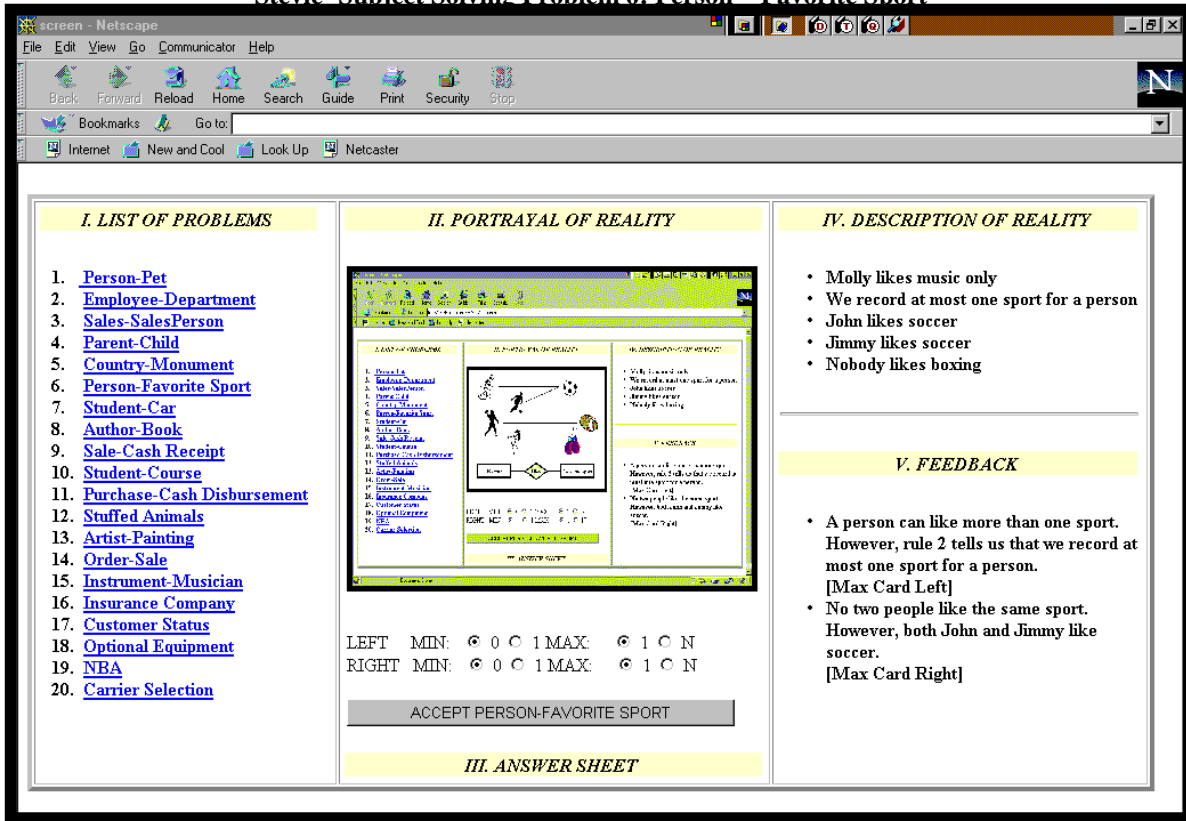 Stevie- Subject Solving Problem 6: Person – Favorite Sport
screen - Netscape
File Edit View Go Communicator Help
Back Forward Reload Home Search Guide Print Security Stop
N
Bookmarks Go to:
Internet New and Cool Look Up Netcaster
I. LIST OF PROBLEMS
1. Person-Pet
2. Employee-Department
3. Sales-SalesPerson
4. Parent-Child
5. Country-Monument
6. Person-Favorite Sport
7. Student-Car
8. Author-Book
9. Sale-Cash Receipt
10. Student-Course
11. Purchase-Cash Disbursement
12. Stuffed Animals
13. Artist-Painting
14. Order-Sale
15. Instrument-Musician
16. Insurance Company
17. Customer Status
18. Optional Equipment
19. NBA
20. Carrier Selection
II. PORTRAYAL OF REALITY
LEFT MIN: 0 1 MAX: 1 N
RIGHT MIN: 0 1 MAX: 1 N
ACCEPT PERSON-FAVORITE SPORT
III. ANSWER SHEET
IV. DESCRIPTION OF REALITY
• Molly likes music only
• We record at most one sport for a person
• John likes soccer
• Jimmy likes soccer
• Nobody likes boxing
V. FEEDBACK
• A person can like more than one sport.
However, rule 2 tells us that we record at
most one sport for a person.
[Max Card Left]
• No two people like the same sport.
However, both John and Jimmy like
soccer.
[Max Card Right]